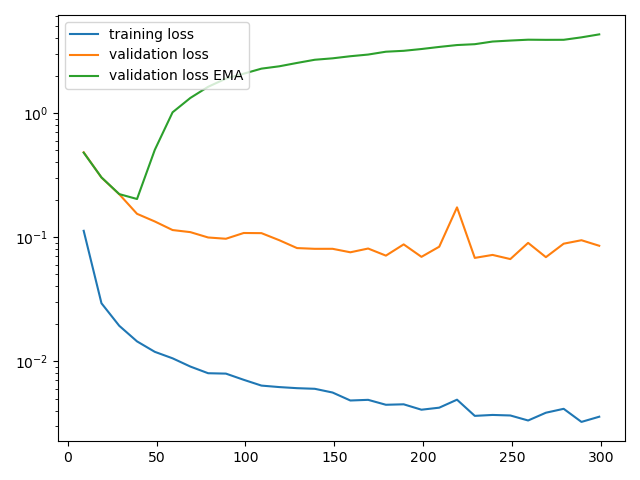 training loss
validation loss
validation loss EMA
10⁰
10⁻¹
10⁻²
0 50 100 150 200 250 300